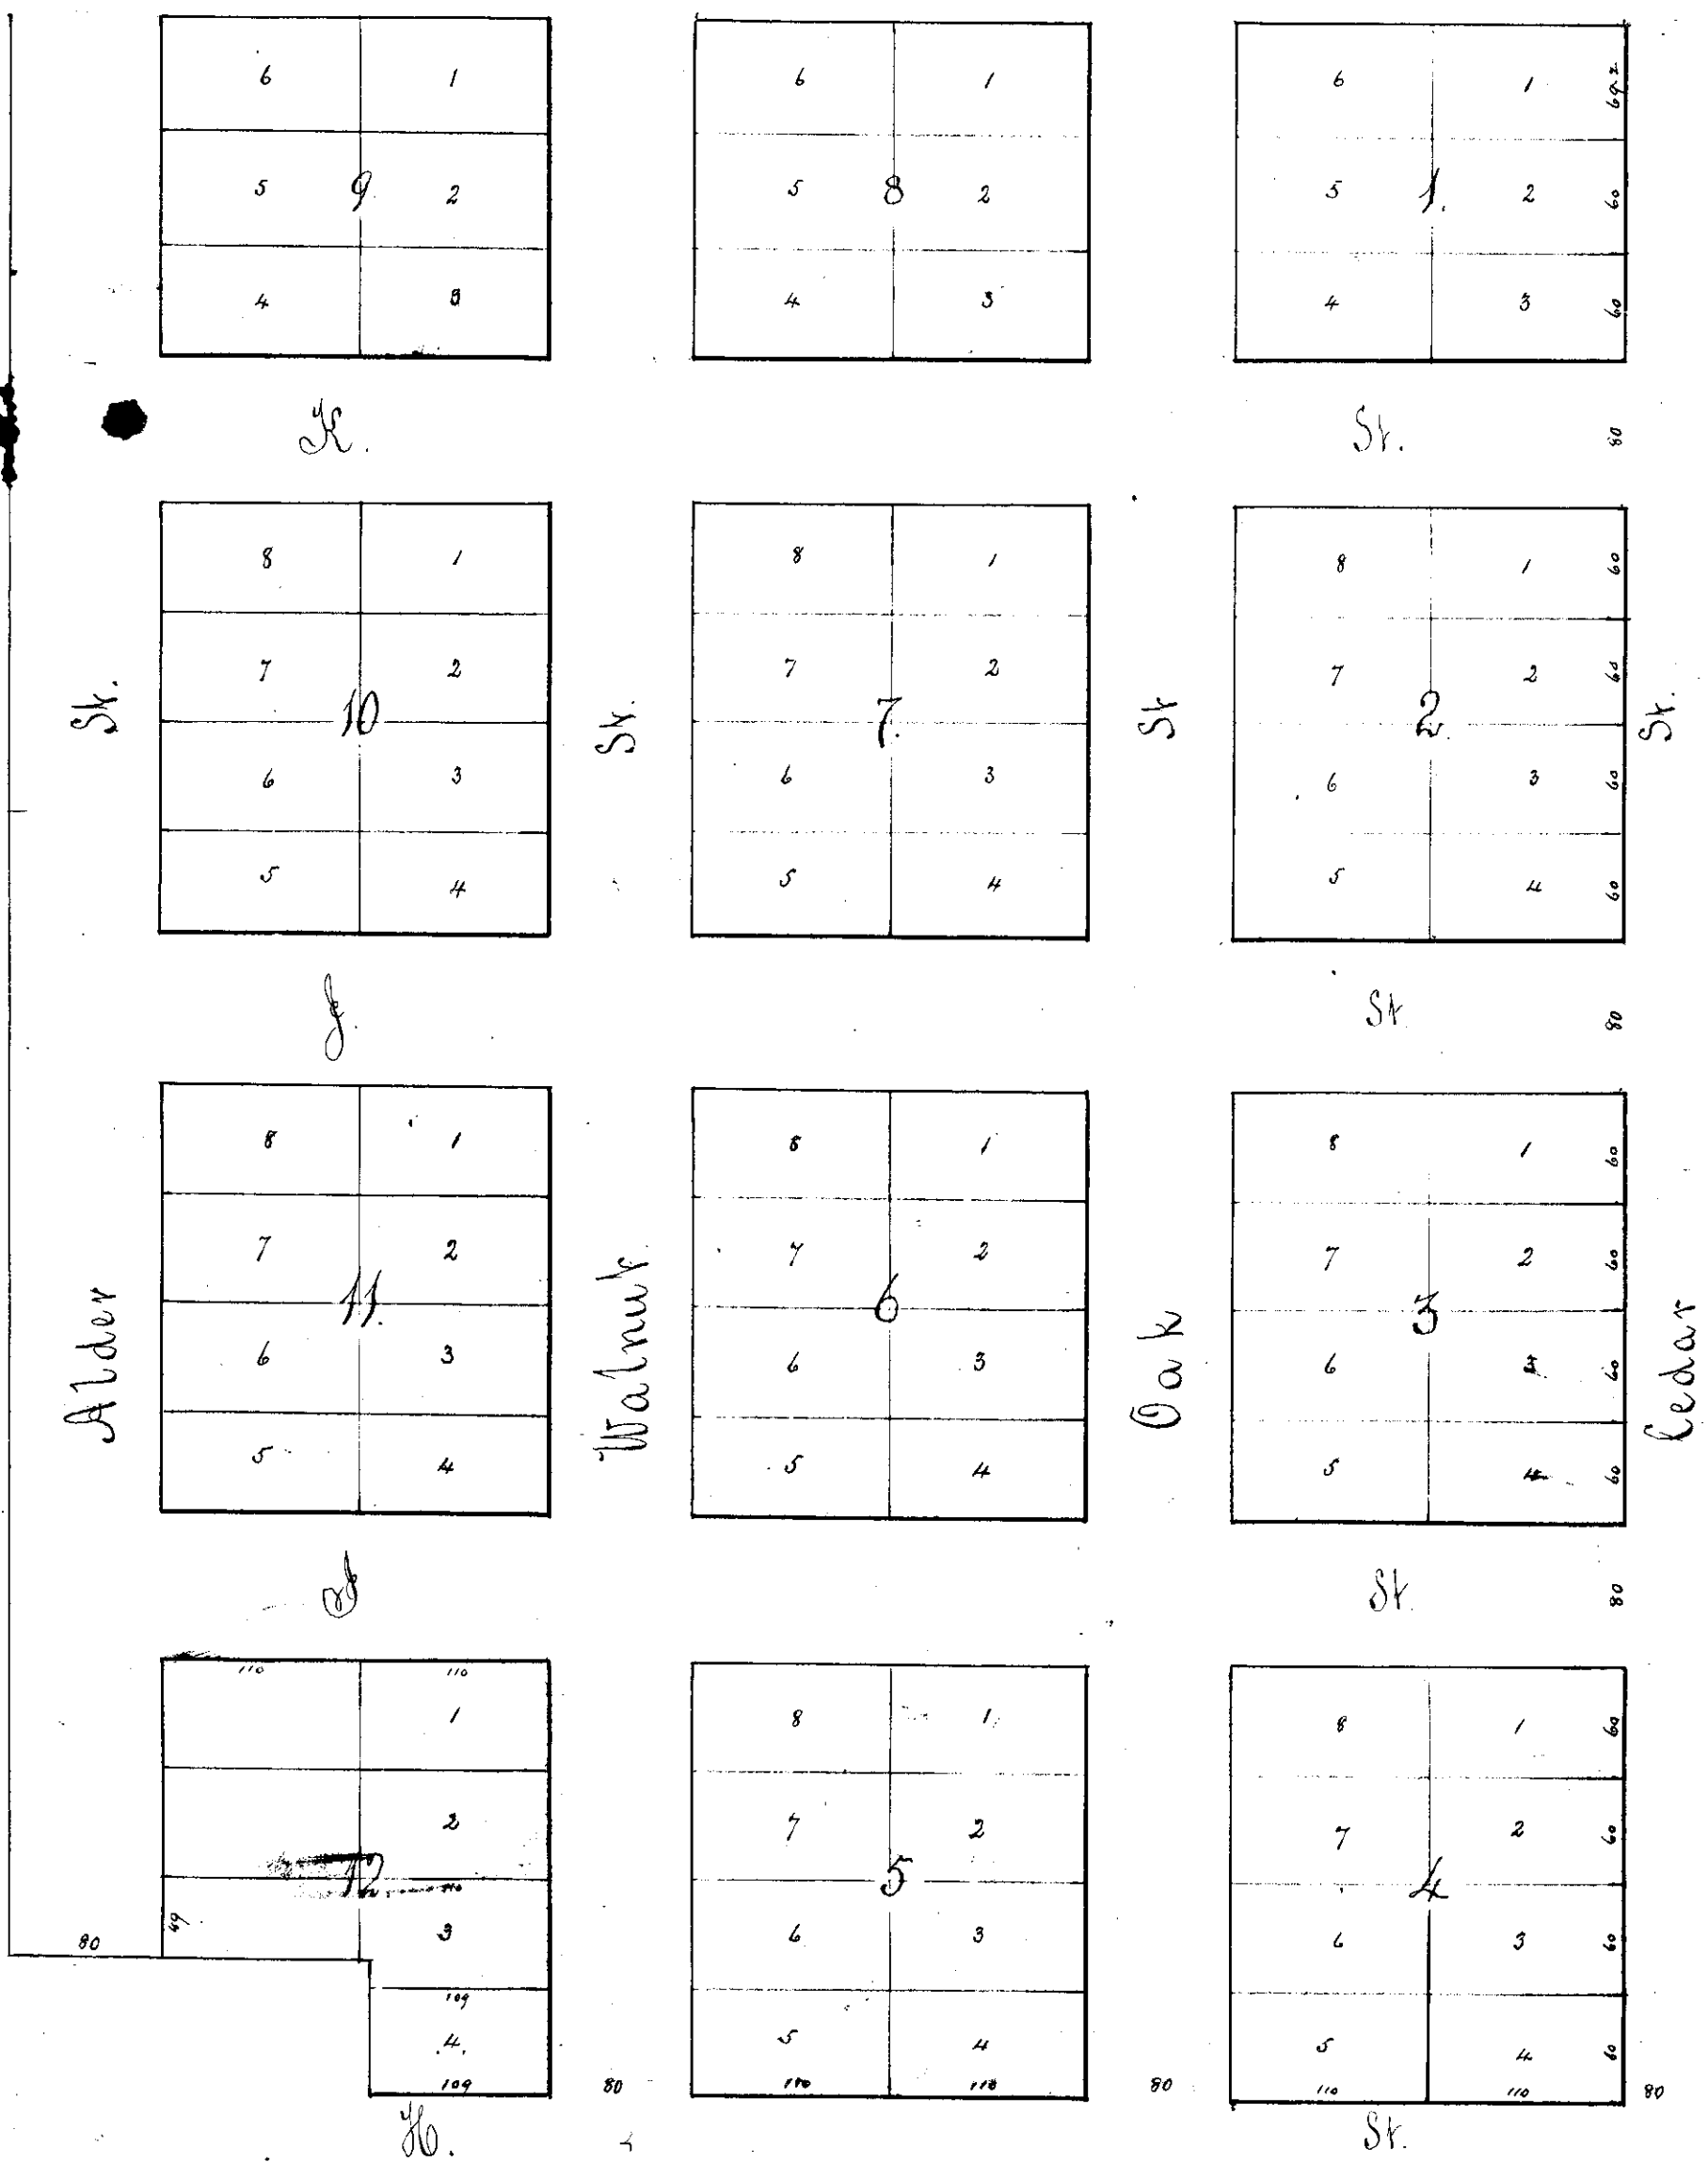 6 1 6 1 6 1 69.2
5 9. 2 5 8 2 5 1. 2 60
4 3 4 3 4 3 60
K. St. 80
8 1 8 1 8 1 60
7 2 7 2 7 2 60
St. 10 St. 7. St 2. St.
6 3 6 3 6 3 60
5 4 5 4 5 4 60
J. St. 80
8 1 8 1 8 1 60
7 2 7 2 7 2 60
11. 6 3
6 3 6 3 6 3 60
Alder Walnut. Oak Cedar
5 4 5 4 5 4 60
I St. 80
110 110
1 8 1 8 1 60
2 7 2 7 2 60
12 5 4
110
49 3 6 3 6 3 60
80
109
4. 5 4 5 4 60
109 80 110 110 80 110 110 80
H. St.